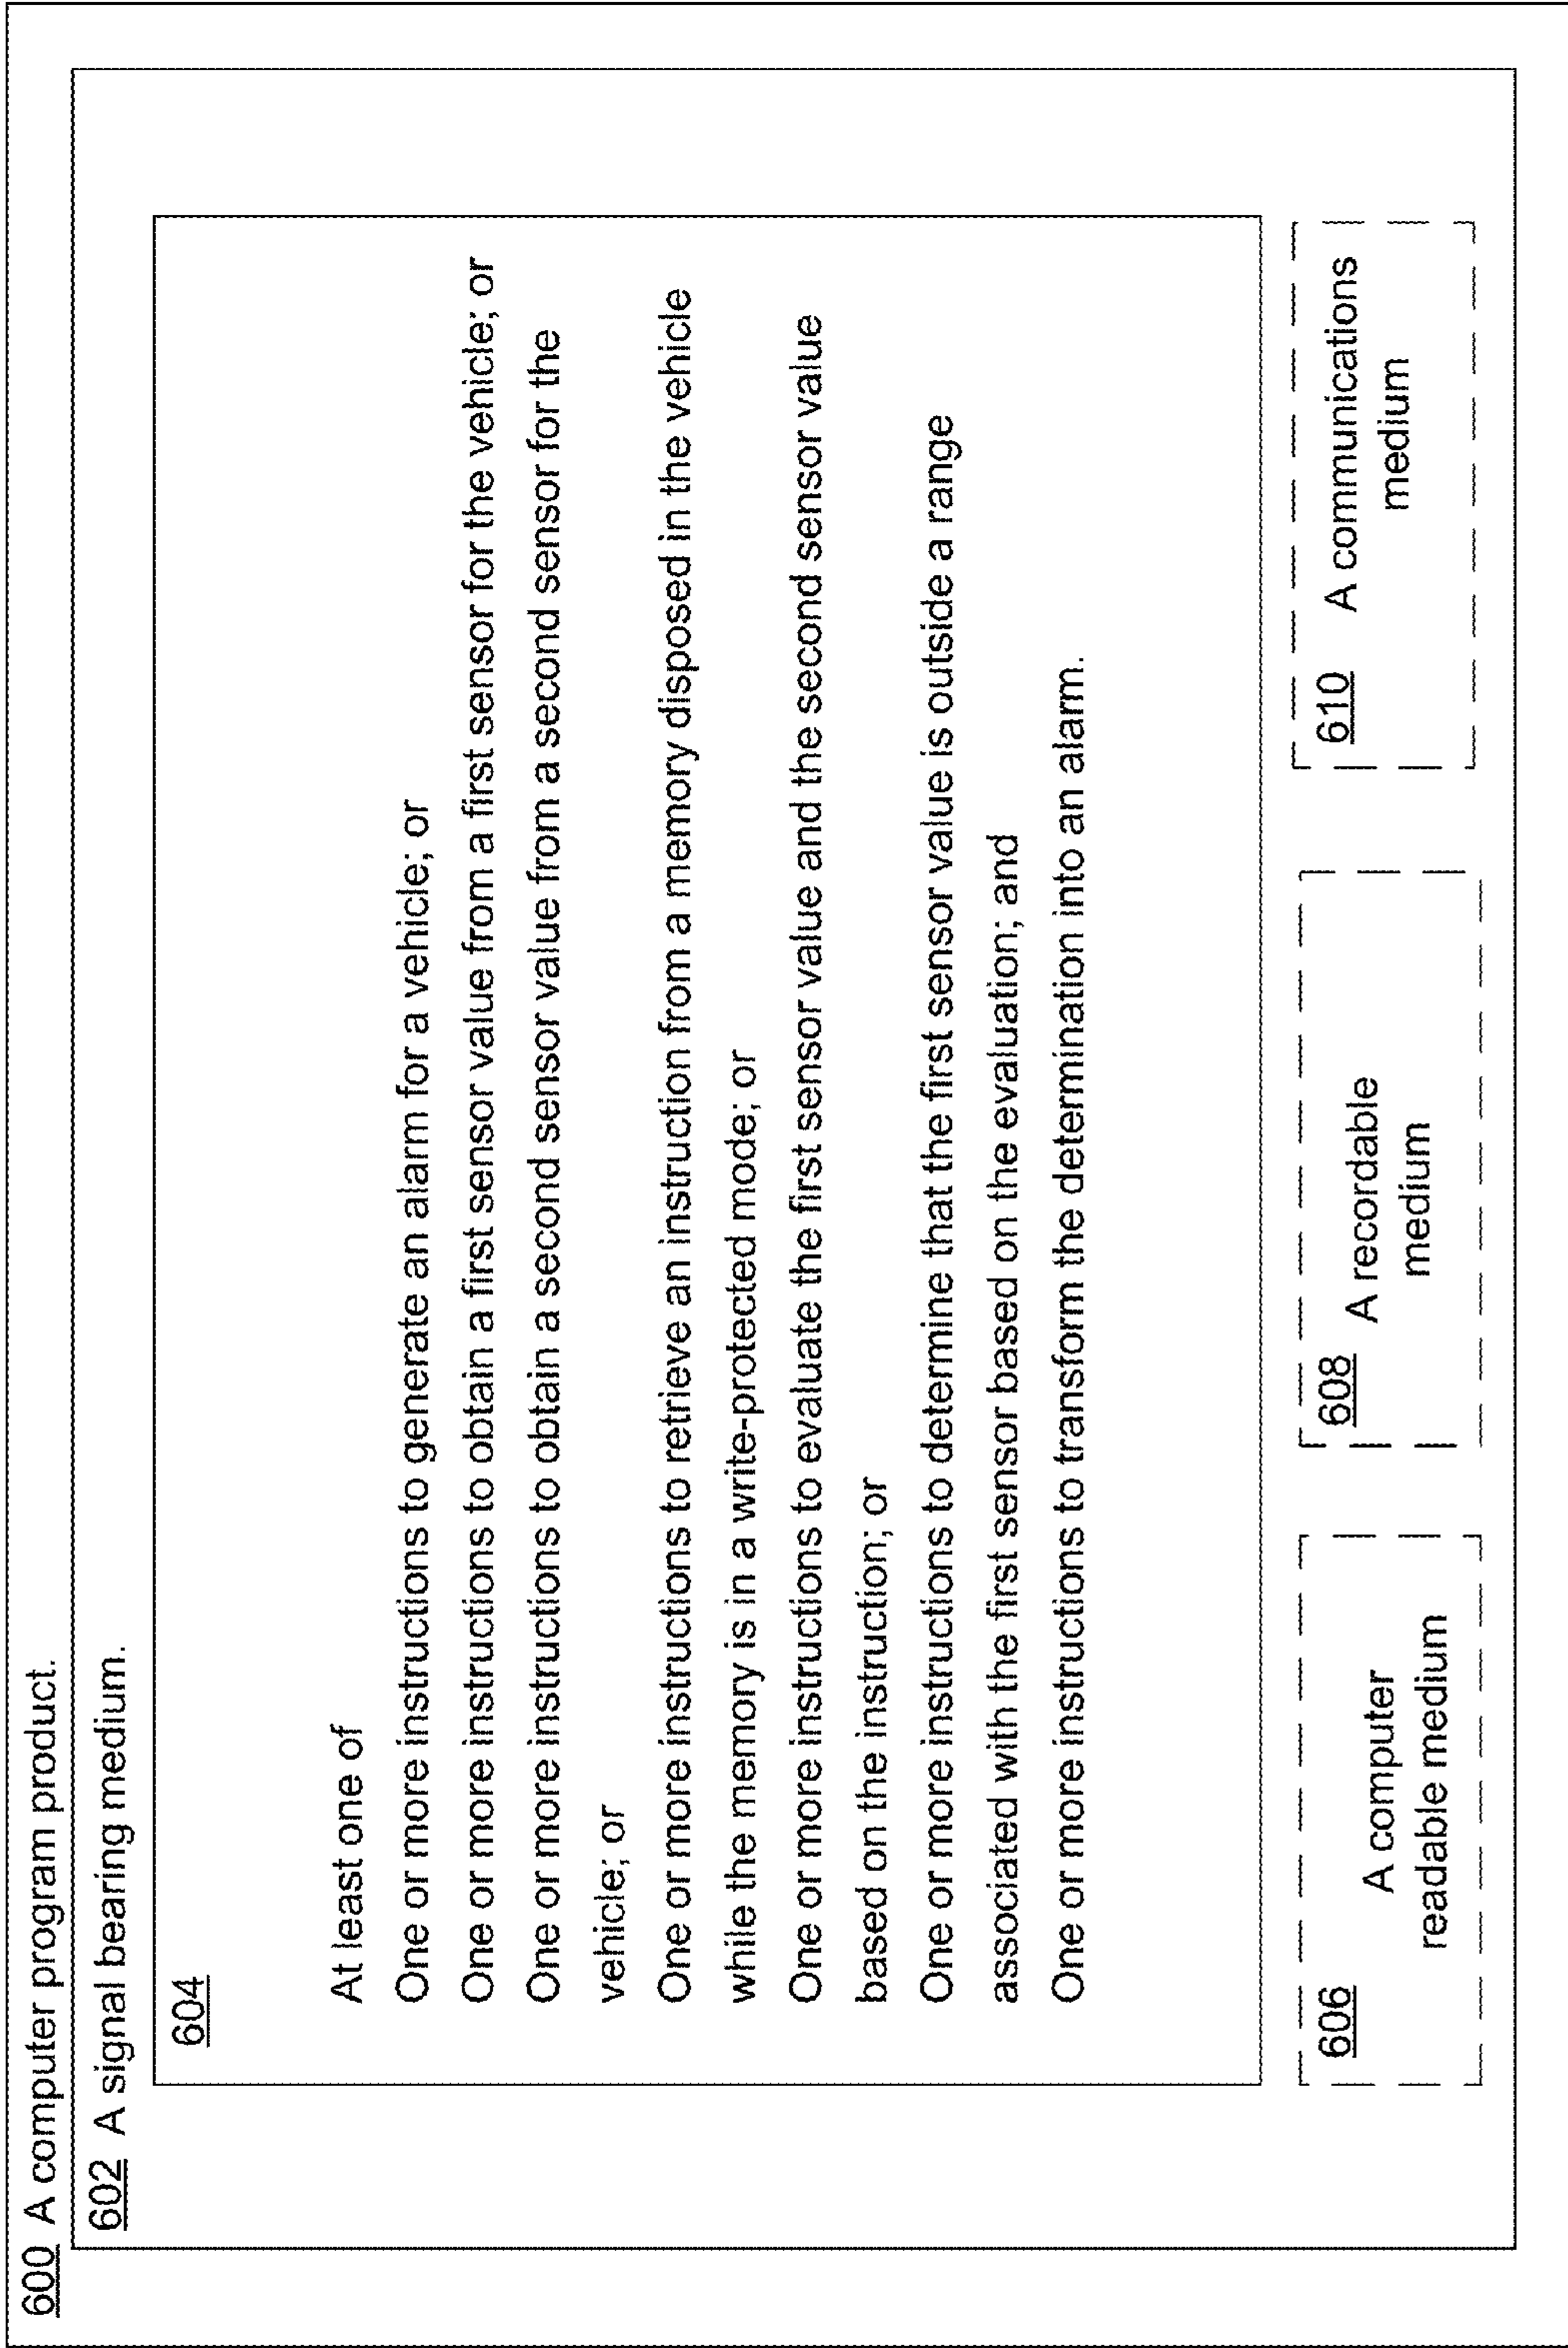 600 A computer program product.
602 A signal bearing medium.
604
At least one of
One or more instructions to generate an alarm for a vehicle; or
One or more instructions to obtain a first sensor value from a first sensor for the vehicle; or
One or more instructions to obtain a second sensor value from a second sensor for the
vehicle; or
One or more instructions to retrieve an instruction from a memory disposed in the vehicle
while the memory is in a write-protected mode; or
One or more instructions to evaluate the first sensor value and the second sensor value
based on the instruction; or
One or more instructions to determine that the first sensor value is outside a range
associated with the first sensor based on the evaluation; and
One or more instructions to transform the determination into an alarm.
606 A computer
readable medium
608 A recordable
medium
610 A communications
medium